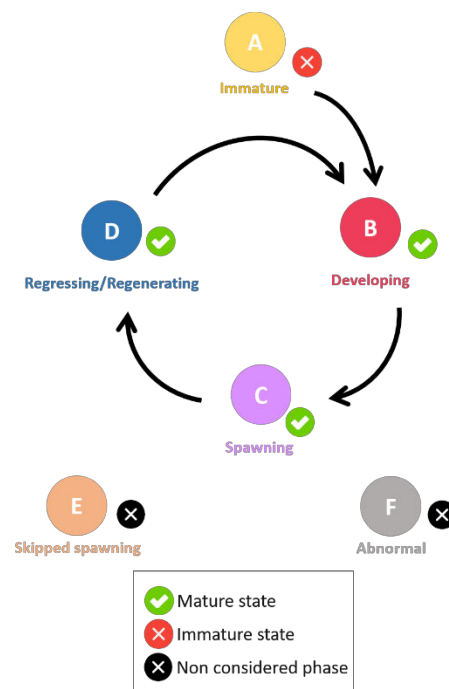 A
Immature
D
B
Regressing/Regenerating
Developing
C
Spawning
E
F
Skipped spawning
Abnormal
Mature state
Immature state
Non considered phase